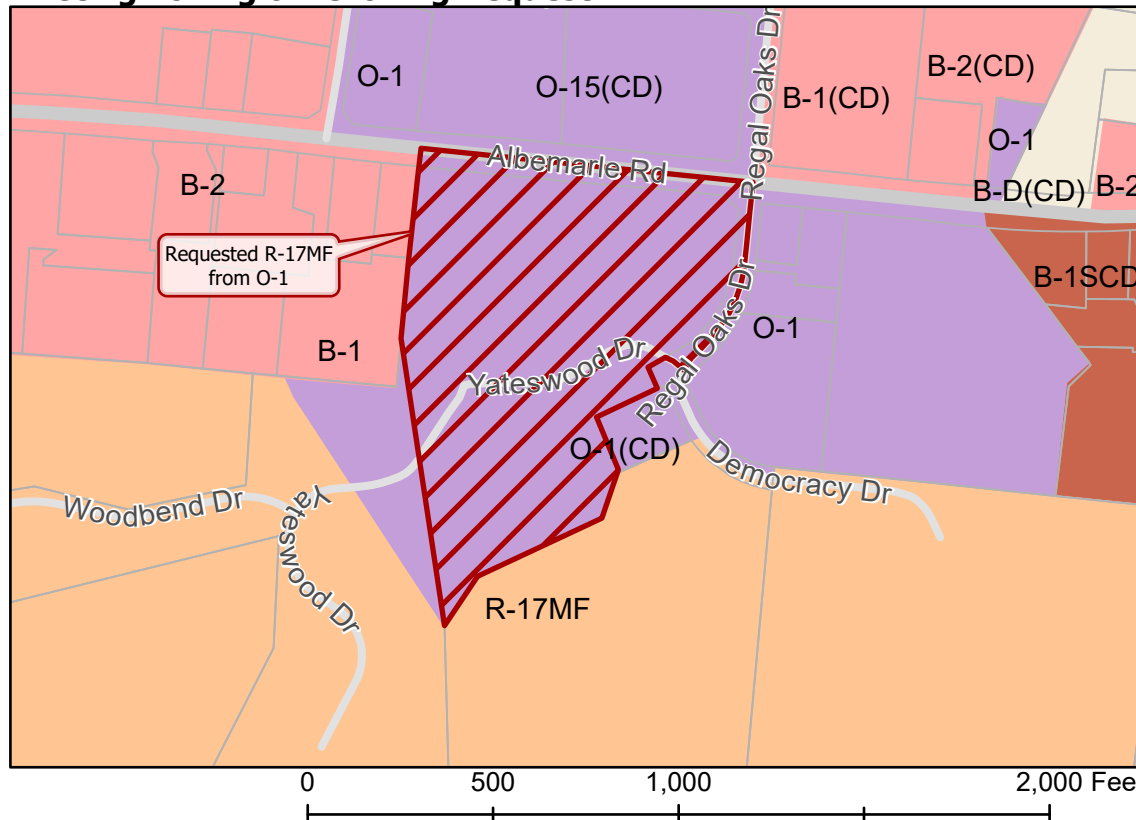 O-1
O-15(CD)
Regal Oaks Dr
B-1(CD)
B-2(CD)
O-1
Albemarle Rd
B-2
B-D(CD)
B-2
Requested R-17MF
from O-1
Regal Oaks Dr
B-1SCD
O-1
B-1
Yateswood Dr
O-1(CD)
Democracy Dr
Woodbend Dr
Yateswood Dr
R-17MF
0 500 1,000 2,000 Fee